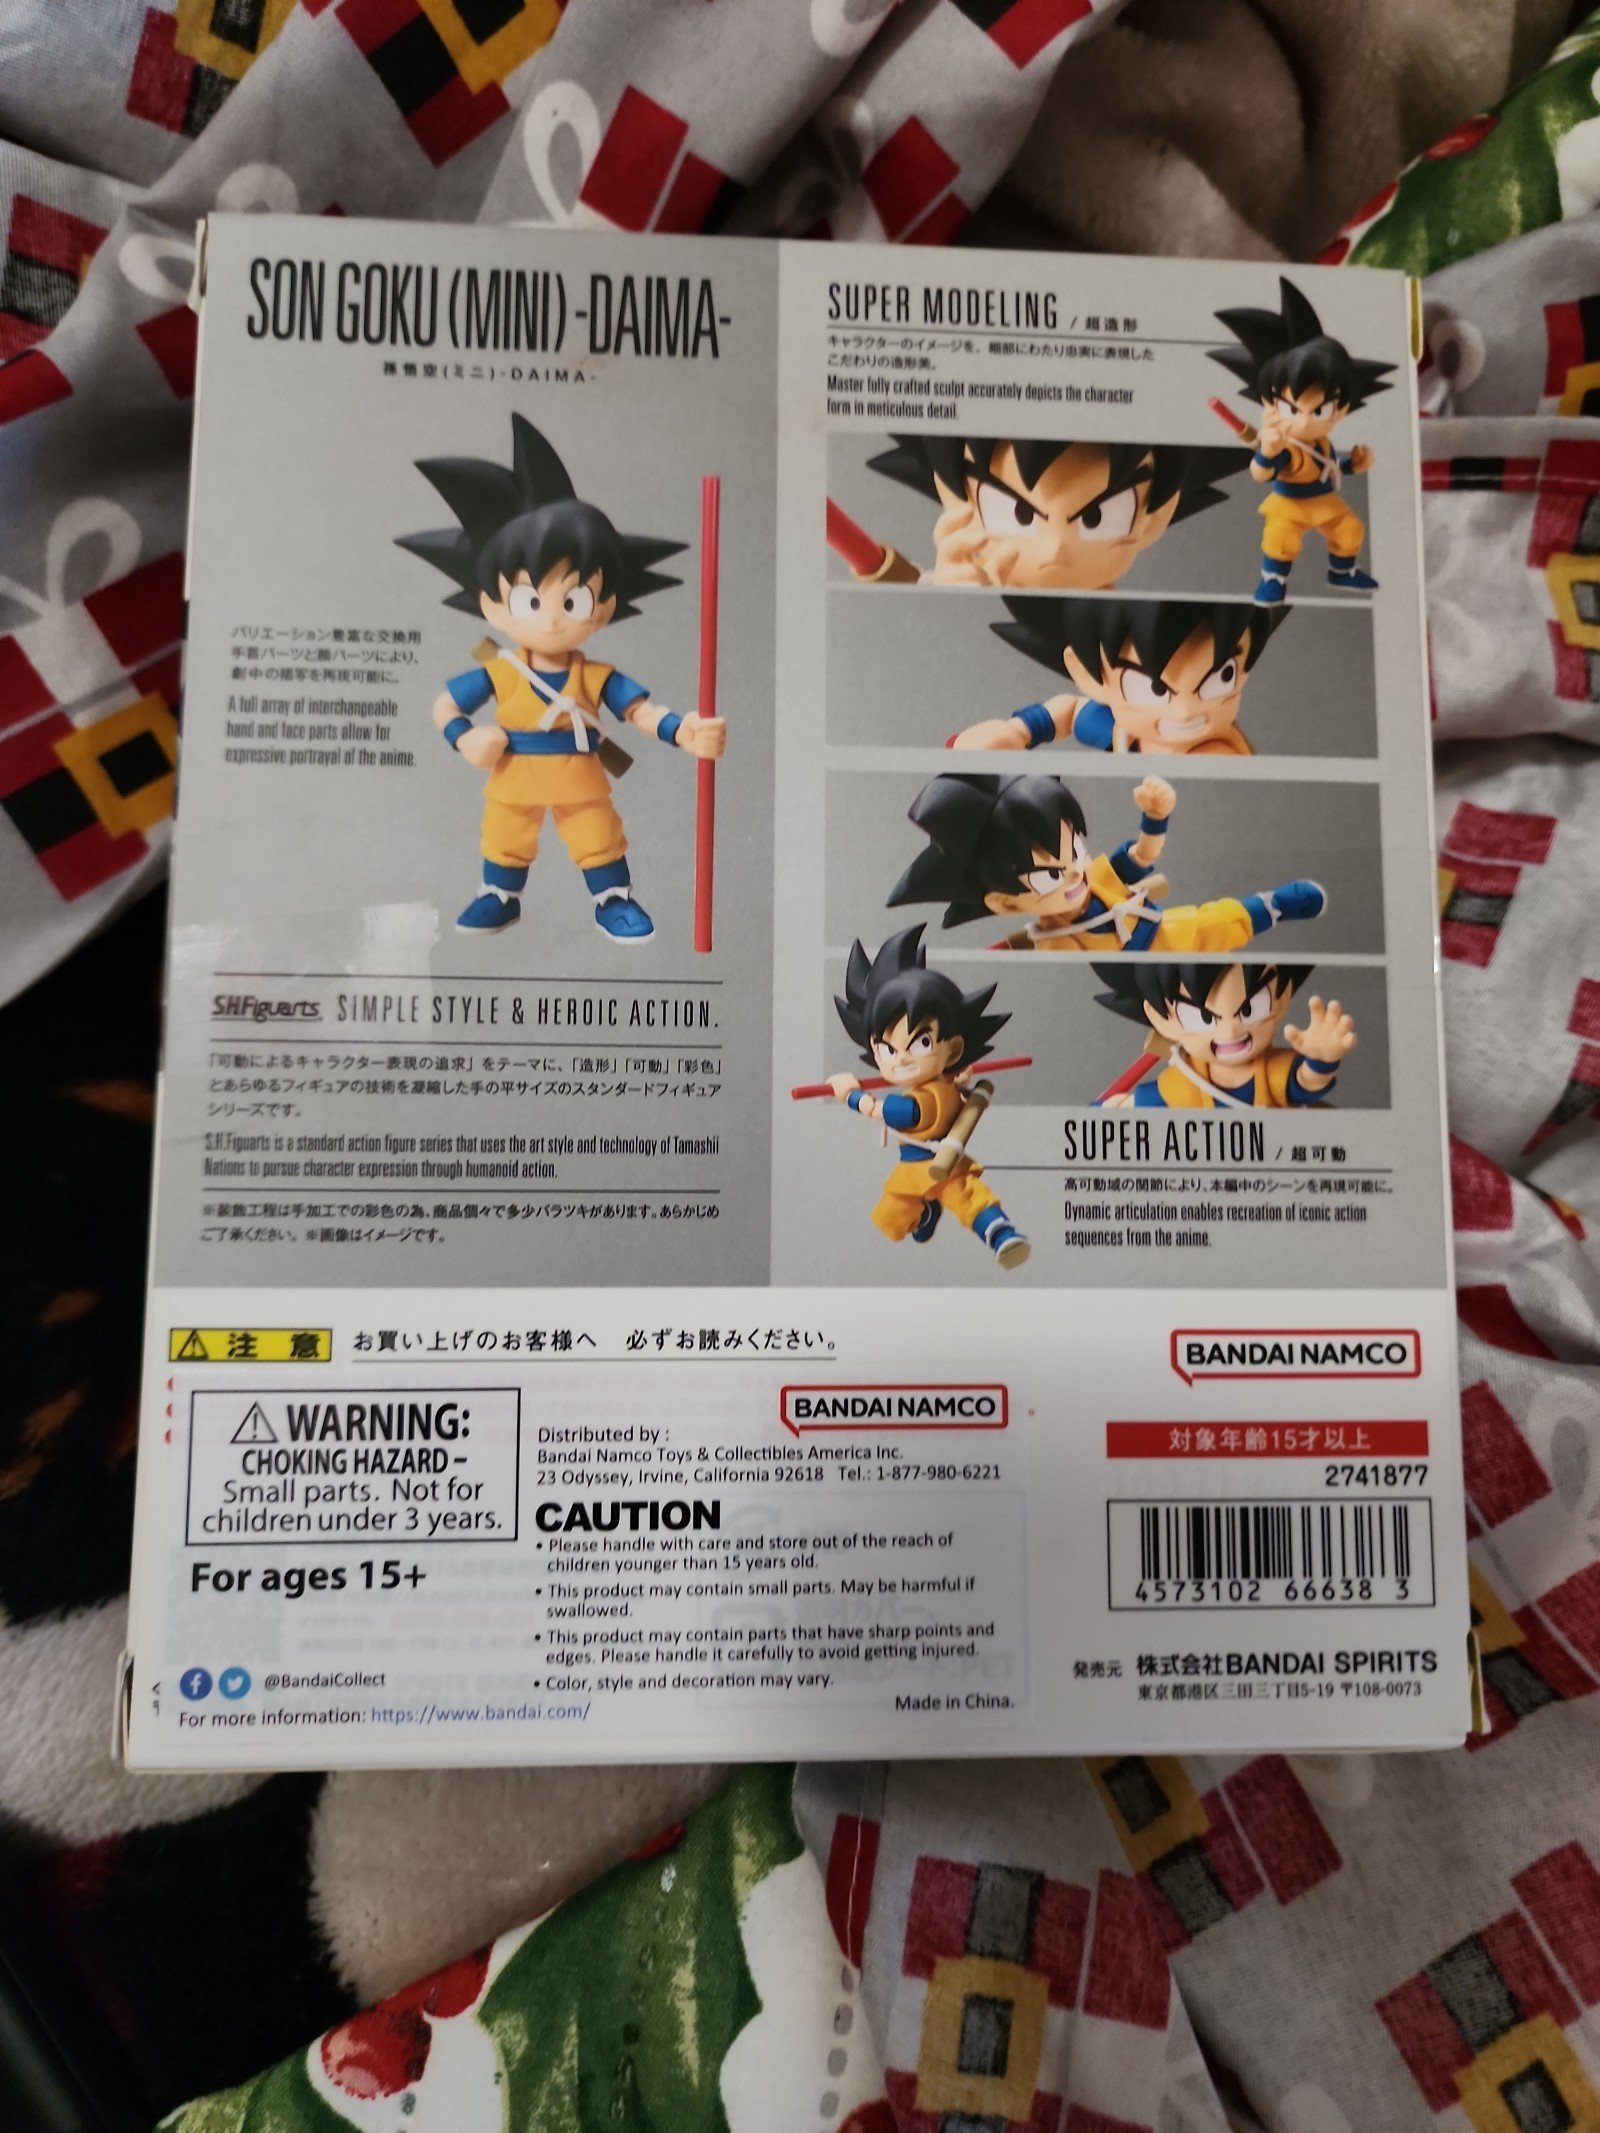 SON GOKU (MINI) -DAIMA-
孫悟空(ミニ)-DAIMA-
バリエーション豊富な交換用
手首パーツと顔パーツにより、
劇中の描写を再現可能に。
A full array of interchangeable
hand and face parts allow for
expressive portrayal of the anime.
S.H.Figuarts SIMPLE STYLE & HEROIC ACTION.
「可動によるキャラクター表現の追求」をテーマに、「造形」「可動」「彩色」
とあらゆるフィギュアの技術を凝縮した手の平サイズのスタンダードフィギュア
シリーズです。
S.H.Figuarts is a standard action figure series that uses the art style and technology of Tamashii
Nations to pursue character expression through humanoid action.
※装飾工程は手加工での彩色の為、商品個々で多少バラツキがあります。あらかじめ
ご了承ください。※画像はイメージです。
SUPER MODELING / 超造形
キャラクターのイメージを、細部にわたり忠実に表現した
こだわりの造形美。
Master fully crafted sculpt accurately depicts the character
form in meticulous detail.
SUPER ACTION / 超可動
高可動域の関節により、本編中のシーンを再現可能に。
Dynamic articulation enables recreation of iconic action
sequences from the anime.
注意 お買い上げのお客様へ 必ずお読みください。
WARNING:
CHOKING HAZARD –
Small parts. Not for
children under 3 years.
For ages 15+
@BandaiCollect
For more information: https://www.bandai.com/
BANDAI NAMCO
Distributed by :
Bandai Namco Toys & Collectibles America Inc.
23 Odyssey, Irvine, California 92618 Tel.: 1-877-980-6221
CAUTION
• Please handle with care and store out of the reach of
children younger than 15 years old.
• This product may contain small parts. May be harmful if
swallowed.
• This product may contain parts that have sharp points and
edges. Please handle it carefully to avoid getting injured.
• Color, style and decoration may vary.
Made in China.
BANDAI NAMCO
対象年齢15才以上
2741877
4573102 66638 3
発売元 株式会社BANDAI SPIRITS
東京都港区三田三丁目5-19 〒108-0073